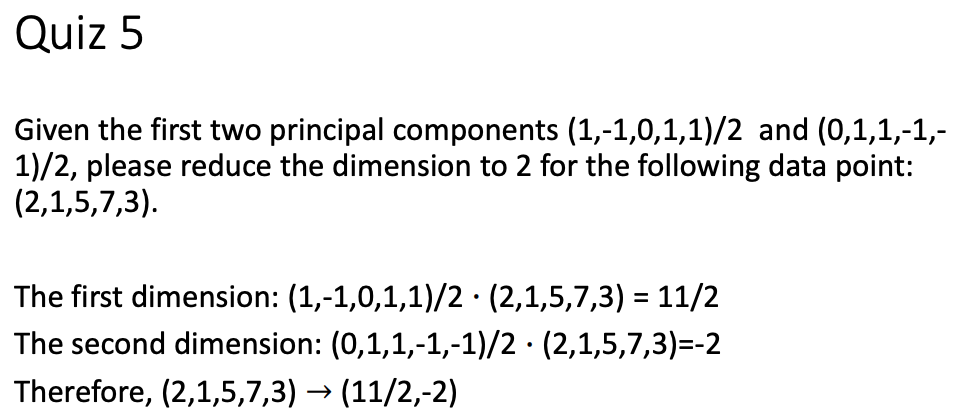 Quiz 5
Given the first two principal components (1,-1,0,1,1)/2 and (0,1,1,-1,-
1)/2, please reduce the dimension to 2 for the following data point:
(2,1,5,7,3).
The first dimension: (1,-1,0,1,1)/2 · (2,1,5,7,3) = 11/2
The second dimension: (0,1,1,-1,-1)/2 · (2,1,5,7,3)=-2
Therefore, (2,1,5,7,3) → (11/2,-2)